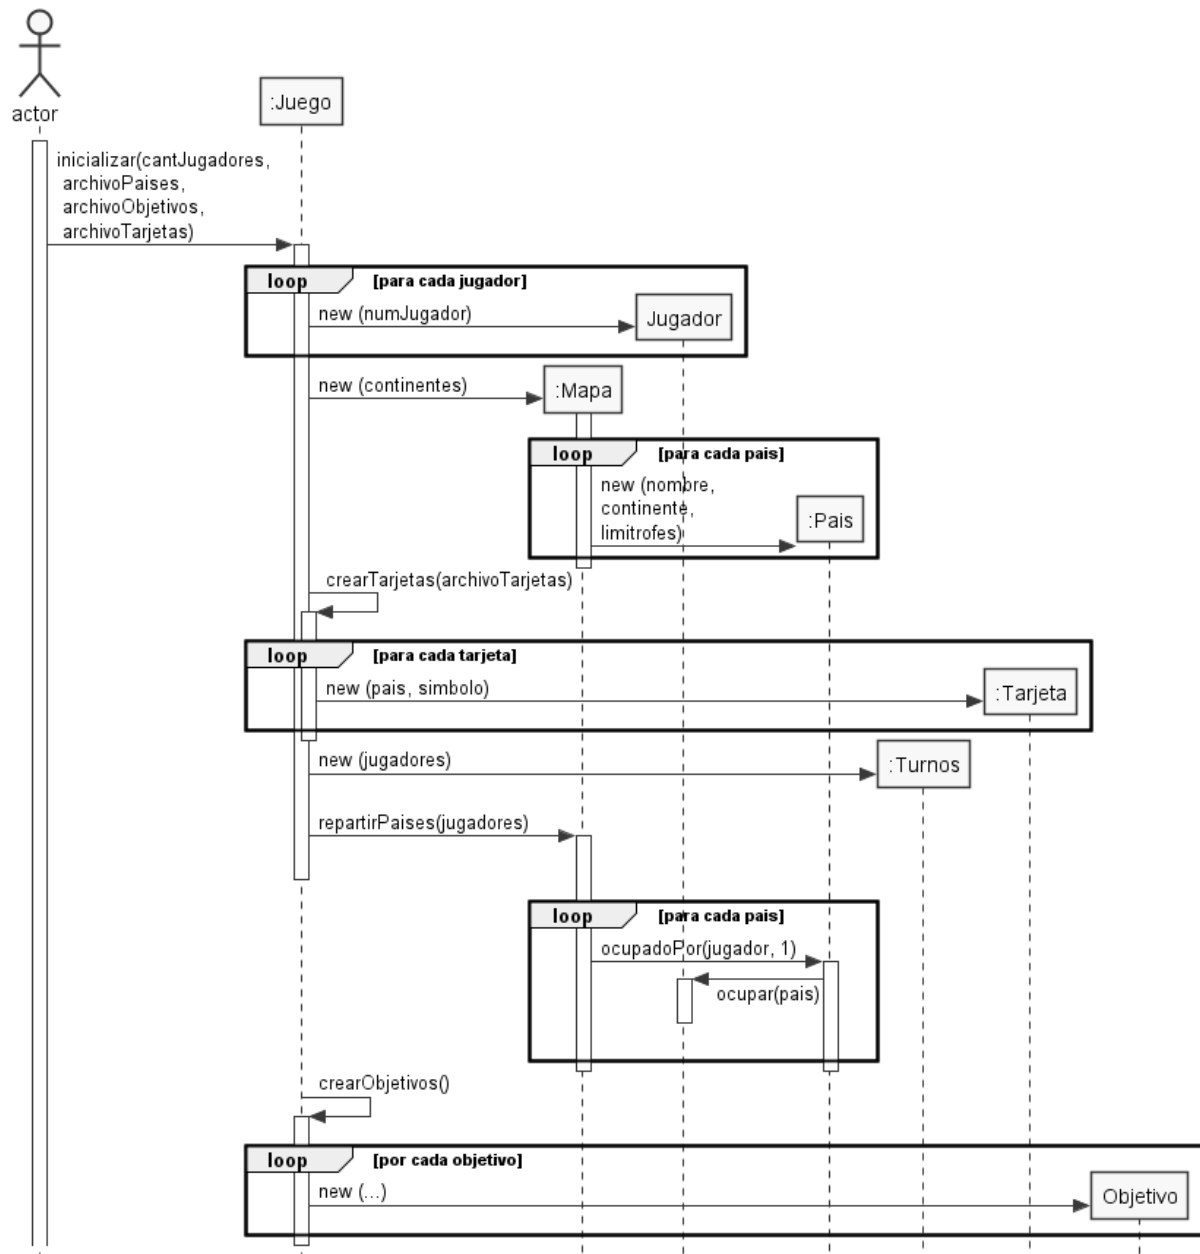 actor
:Juego
inicializar(cantJugadores,
archivoPaises,
archivoObjetivos,
archivoTarjetas)
loop [para cada jugador]
new (numJugador)
Jugador
new (continentes)
:Mapa
loop [para cada pais]
new (nombre,
continente,
limitrofes)
:Pais
crearTarjetas(archivoTarjetas)
loop [para cada tarjeta]
new (pais, simbolo)
:Tarjeta
new (jugadores)
:Turnos
repartirPaises(jugadores)
loop [para cada pais]
ocupadoPor(jugador, 1)
ocupar(pais)
crearObjetivos()
loop [por cada objetivo]
new (...)
Objetivo